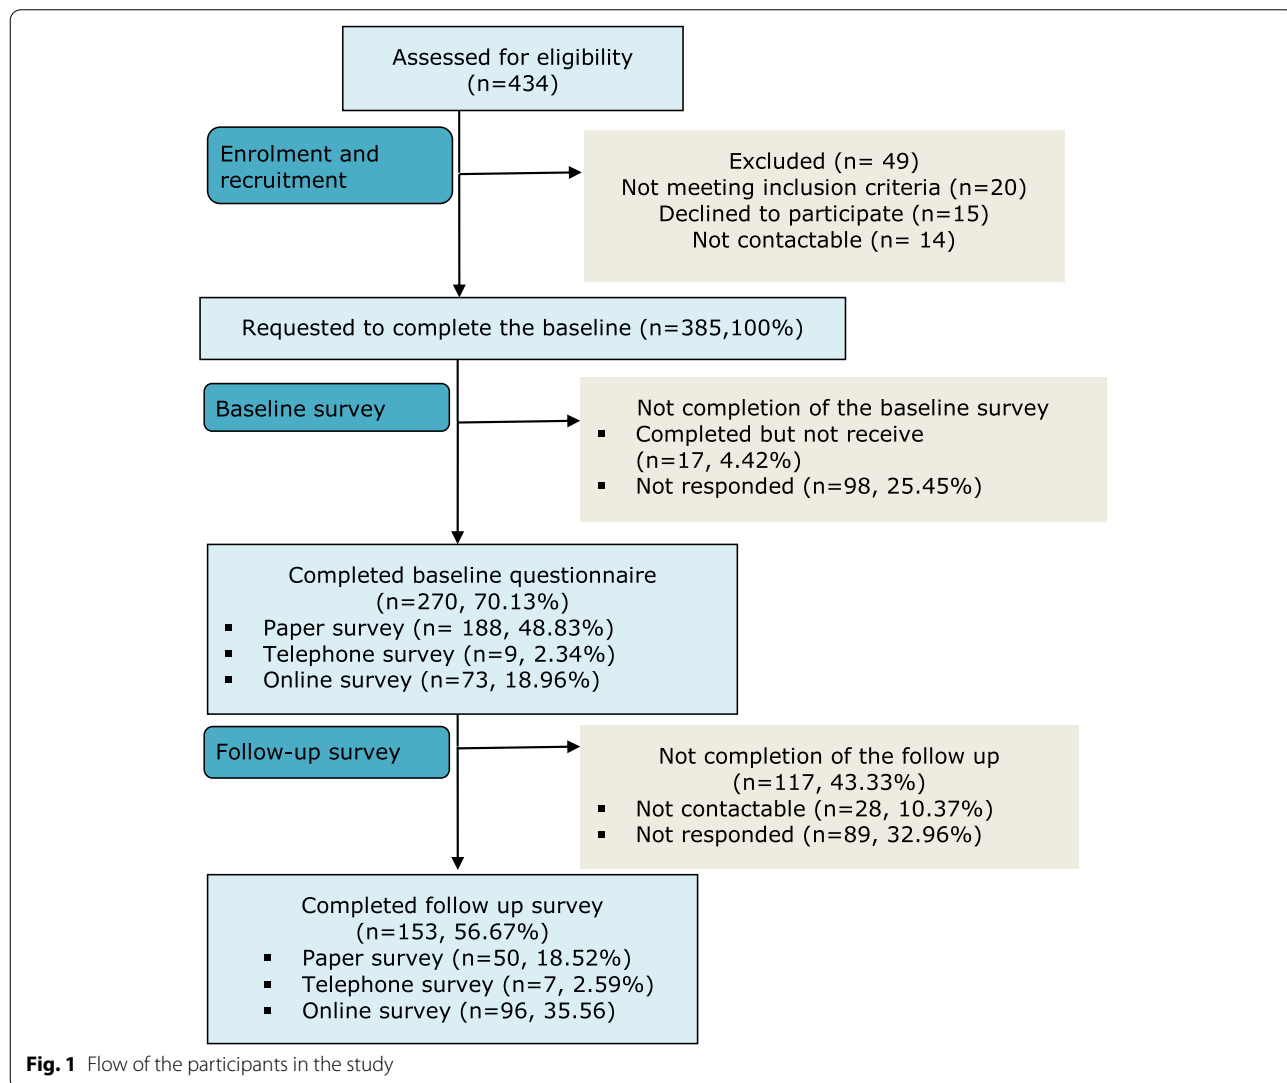 Assessed for eligibility
(n=434)
Enrolment and
recruitment
Excluded (n= 49)
Not meeting inclusion criteria (n=20)
Declined to participate (n=15)
Not contactable (n= 14)
Requested to complete the baseline (n=385,100%)
Baseline survey
Not completion of the baseline survey
▪ Completed but not receive
(n=17, 4.42%)
▪ Not responded (n=98, 25.45%)
Completed baseline questionnaire
(n=270, 70.13%)
▪ Paper survey (n= 188, 48.83%)
▪ Telephone survey (n=9, 2.34%)
▪ Online survey (n=73, 18.96%)
Follow-up survey
Not completion of the follow up
(n=117, 43.33%)
▪ Not contactable (n=28, 10.37%)
▪ Not responded (n=89, 32.96%)
Completed follow up survey
(n=153, 56.67%)
▪ Paper survey (n=50, 18.52%)
▪ Telephone survey (n=7, 2.59%)
▪ Online survey (n=96, 35.56)
Fig. 1 Flow of the participants in the study